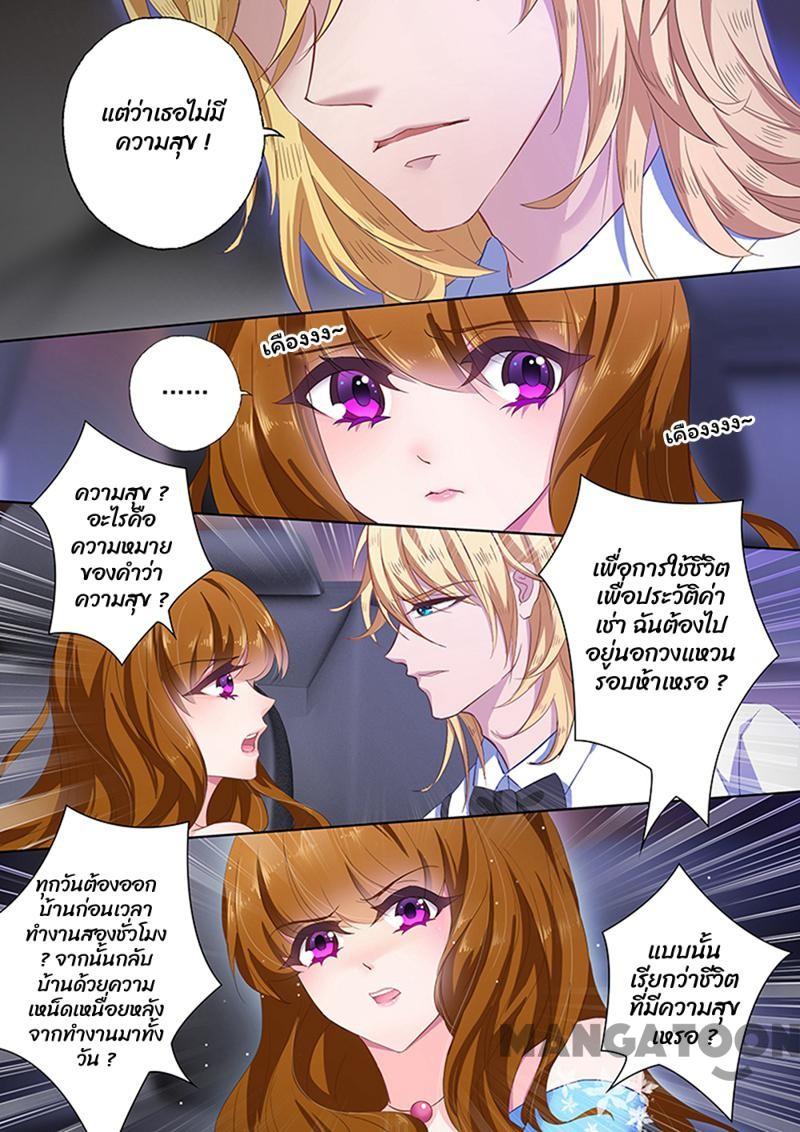 แต่ว่าเธอไม่มี
ความสุข !
เคืองงง~
......
เคืองงงง~
ความสุข ?
อะไรคือ
ความหมาย
ของคำว่า
ความสุข ?
เพื่อการใช้ชีวิต
เพื่อประวัติค่า
เช่า ฉันต้องไป
อยู่นอกวงแหวน
รอบห้าเหรอ ?
ทุกวันต้องออก
บ้านก่อนเวลา
ทำงานสองชั่วโมง
? จากนั้นกลับ
บ้านด้วยความ
เหน็ดเหนื่อยหลัง
จากทำงานมาทั้ง
วัน ?
แบบนั้น
เรียกว่าชีวิต
ที่มีความสุข
เหรอ ?
MANGATOON